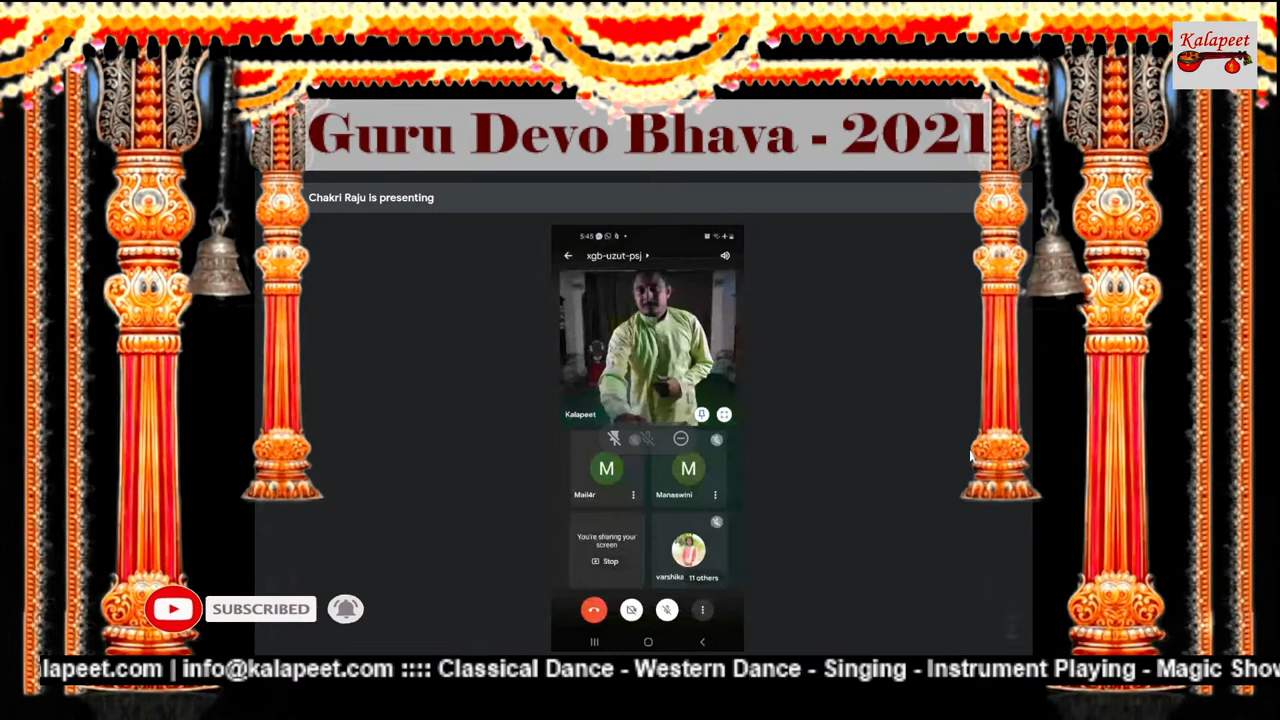 Kalapeet
Guru Devo Bhava - 2021
Chakri Raju is presenting
5:45
xgb-uzut-psj
Kalapeet
M
M
Mail4r
Manaswini
You're sharing your
screen
Stop
varshika
11 others
SUBSCRIBED
lapeet.com | info@kalapeet.com :::: Classical Dance - Western Dance - Singing - Instrument Playing - Magic Show